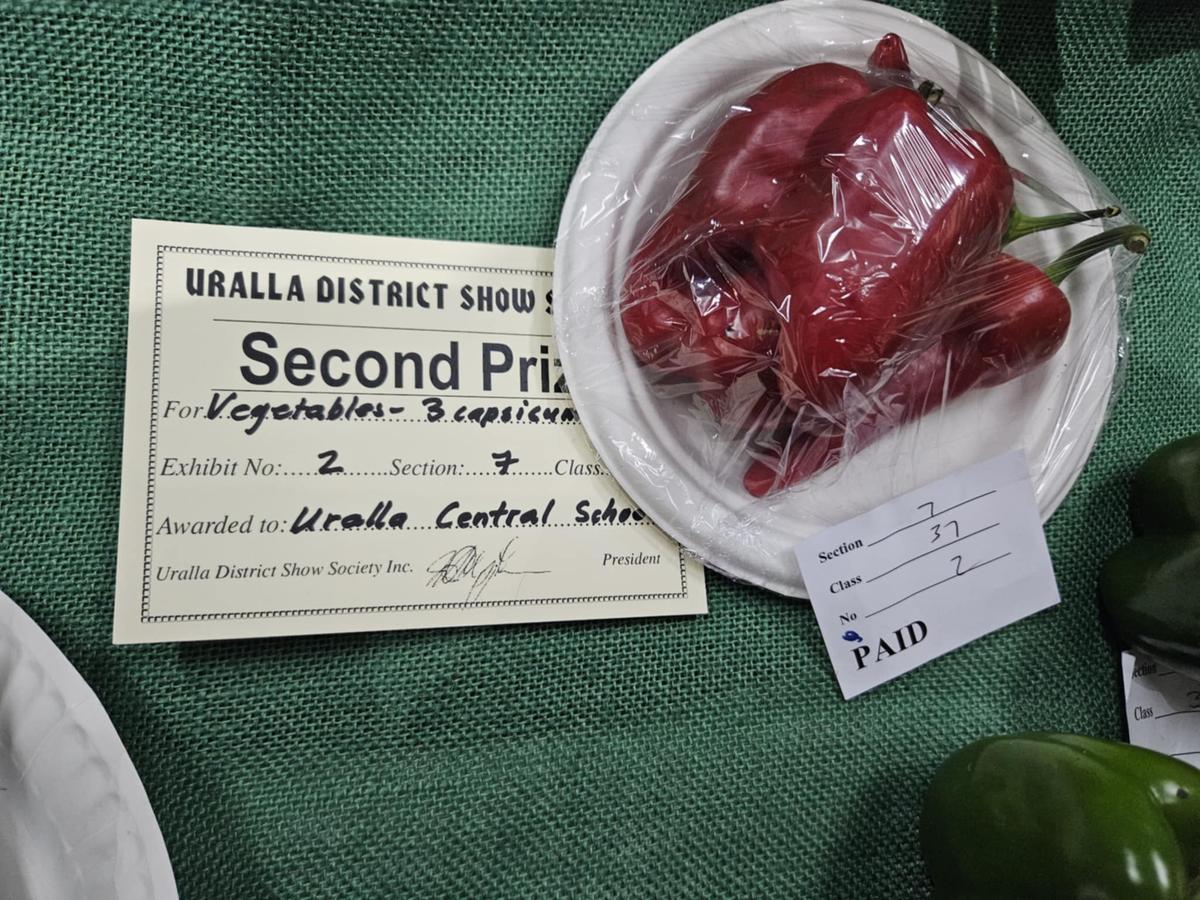 URALLA DISTRICT SHOW
Second Priz
For Vegetables - 3 capsicum
Exhibit No: 2 Section: 7 Class
Awarded to: Uralla Central Schoo
Uralla District Show Society Inc. President
Section 7
Class 37
No 2
PAID
Class